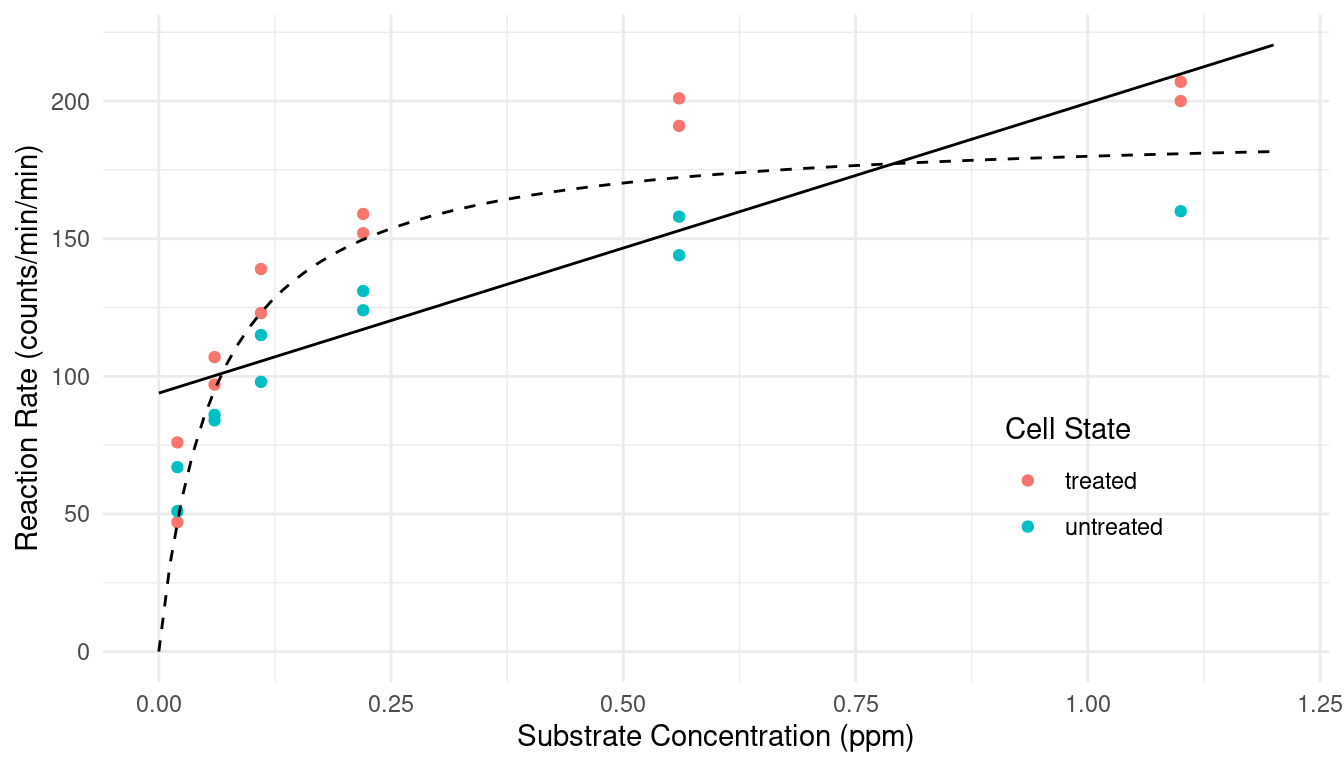 Reaction Rate (counts/min/min)
200
150
100
50
0
Cell State
treated
untreated
0.00 0.25 0.50 0.75 1.00 1.25
Substrate Concentration (ppm)